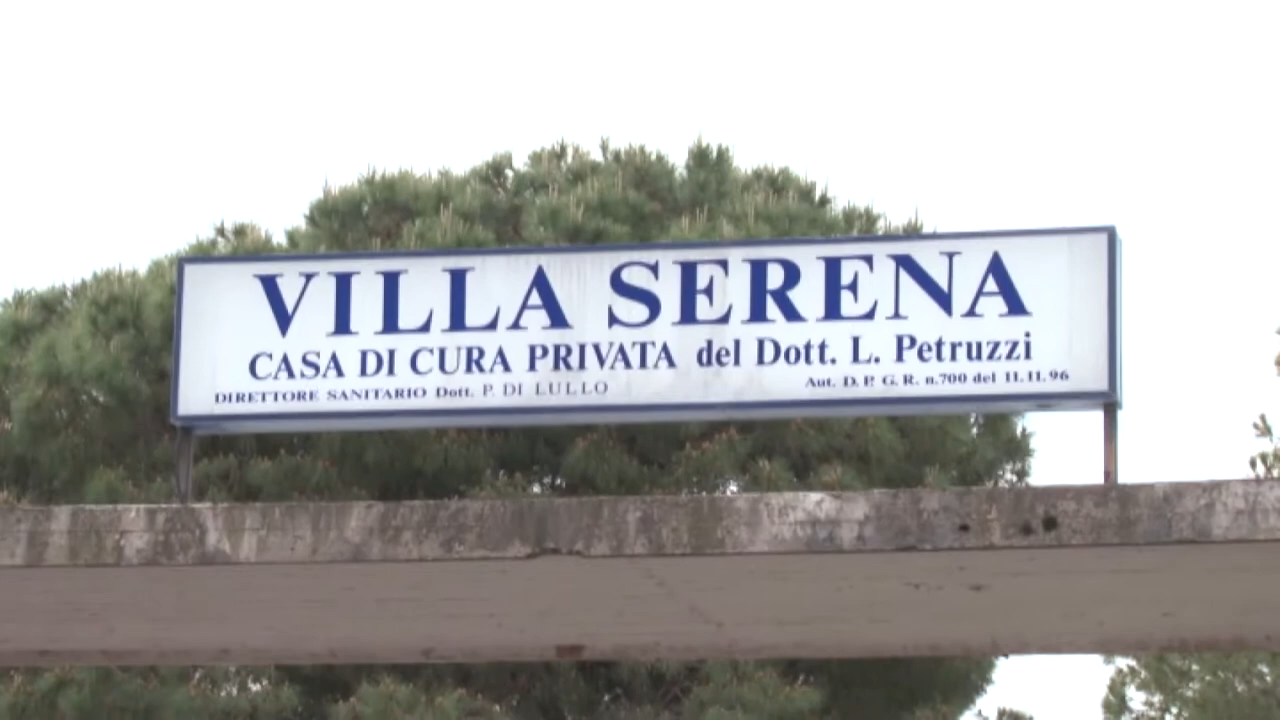 VILLA SERENA
CASA DI CURA PRIVATA del Dott. L. Petruzzi
DIRETTORE SANITARIO Dott. P. DI LULLO Aut. D. P. G. R. n.700 del 11.11.96